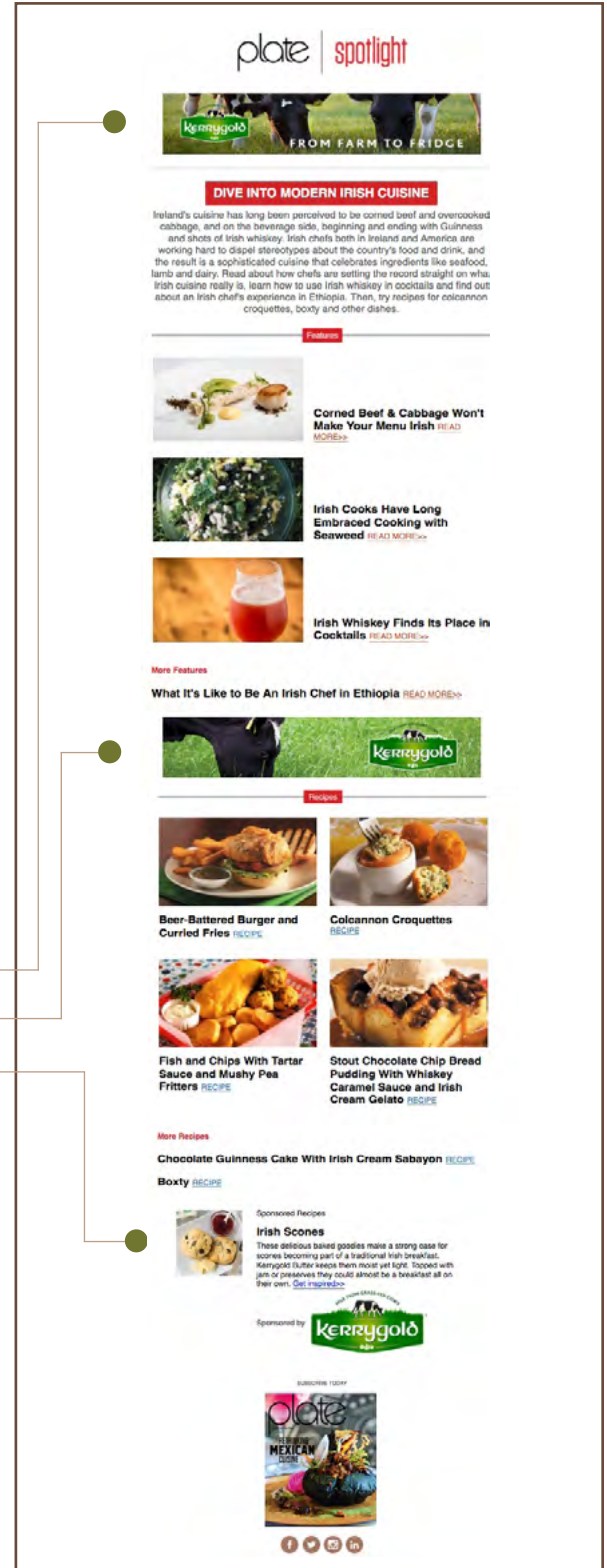 plate | spotlight
Kerrygold
FROM FARM TO FRIDGE
DIVE INTO MODERN IRISH CUISINE
Ireland's cuisine has long been perceived to be corned beef and overcooked
cabbage, and on the beverage side, beginning and ending with Guinness
and shots of Irish whiskey. Irish chefs both in Ireland and America are
working hard to dispel stereotypes about the country's food and drink, and
the result is a sophisticated cuisine that celebrates ingredients like seafood,
lamb and dairy. Read about how chefs are setting the record straight on wha
Irish cuisine really is, learn how to use Irish whiskey in cocktails and find out
about an Irish chef's experience in Ethiopia. Then, try recipes for colcannon
croquettes, boxty and other dishes.
Features
Corned Beef & Cabbage Won't
Make Your Menu Irish READ
MORE>>
Irish Cooks Have Long
Embraced Cooking with
Seaweed READ MORE>>
Irish Whiskey Finds Its Place in
Cocktails READ MORE>>
More Features
What It's Like to Be An Irish Chef in Ethiopia READ MORE>>
Kerrygold
Recipes
Beer-Battered Burger and
Curried Fries RECIPE
Colcannon Croquettes
RECIPE
Fish and Chips With Tartar
Sauce and Mushy Pea
Fritters RECIPE
Stout Chocolate Chip Bread
Pudding With Whiskey
Caramel Sauce and Irish
Cream Gelato RECIPE
More Recipes
Chocolate Guinness Cake With Irish Cream Sabayon RECIPE
Boxty RECIPE
Sponsored Recipes
Irish Scones
These delicious baked goodies make a strong case for
scones becoming part of a traditional Irish breakfast.
Kerrygold Butter keeps them moist yet light. Topped with
jam or preserves they could almost be a breakfast all on
their own. Get inspired>>
Sponsored by
MILK FROM GRASS-FED COWS
Kerrygold
SUBSCRIBE TODAY
plate
MEXICAN
CUISINE